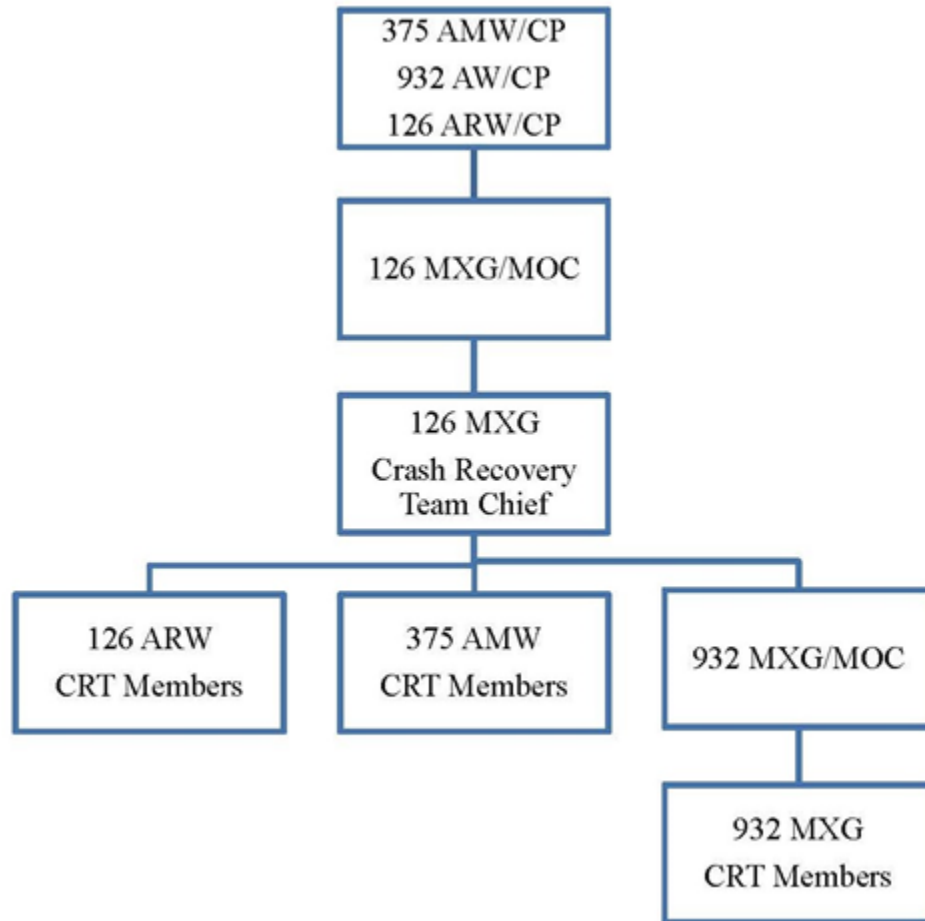 375 AMW/CP
932 AW/CP
126 ARW/CP
126 MXG/MOC
126 MXG
Crash Recovery
Team Chief
126 ARW
CRT Members
375 AMW
CRT Members
932 MXG/MOC
932 MXG
CRT Members